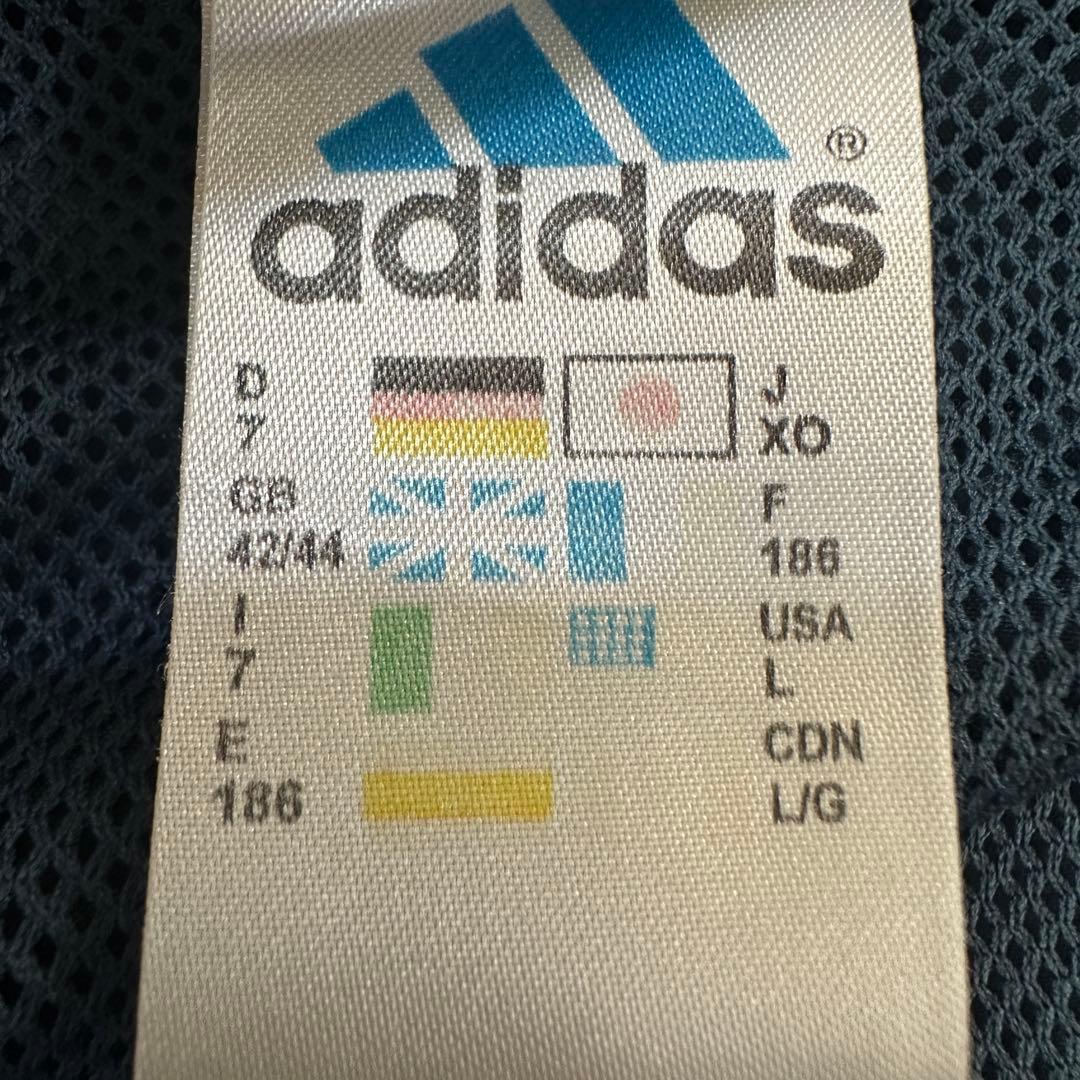 ®
adidas
D
7
J
XO
GB
42/44
F
186
I
7
USA
L
E
186
CDN
L/G